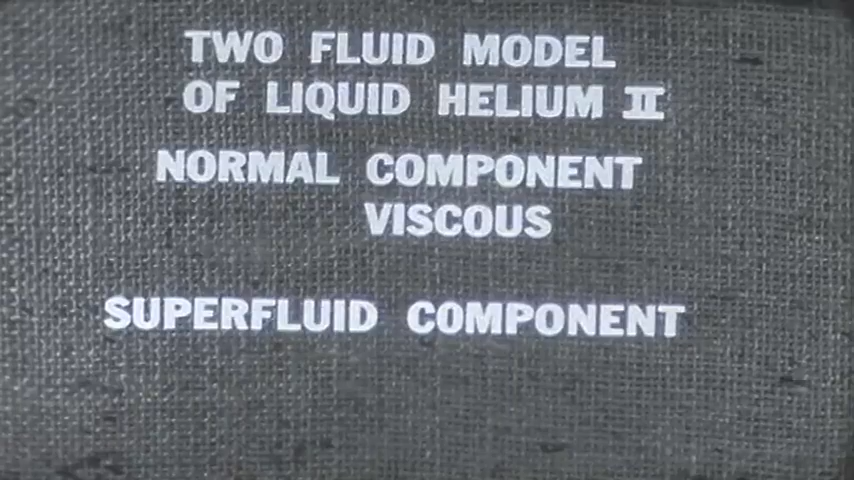 TWO FLUID MODEL
OF LIQUID HELIUM II
NORMAL COMPONENT
VISCOUS
SUPERFLUID COMPONENT